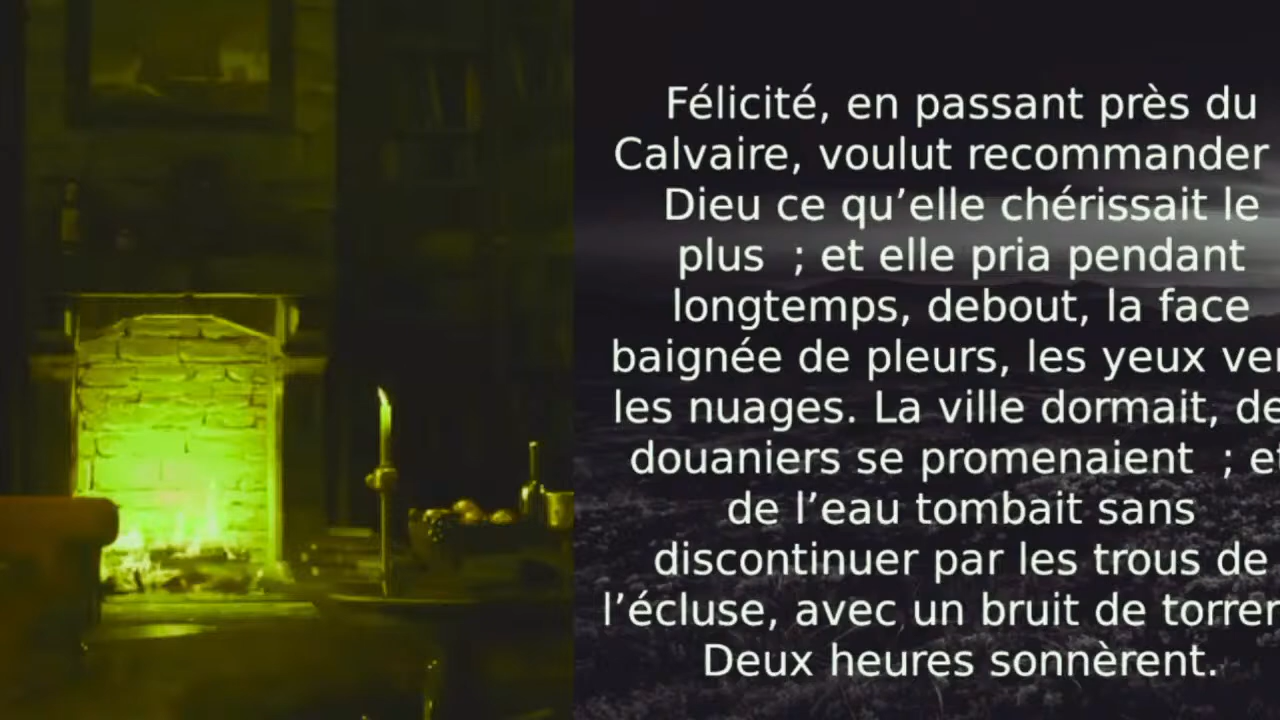 Félicité, en passant près du
Calvaire, voulut recommander
Dieu ce qu’elle chérissait le
plus ; et elle pria pendant
longtemps, debout, la face
baignée de pleurs, les yeux ver
les nuages. La ville dormait, de
douaniers se promenaient ; et
de l’eau tombait sans
discontinuer par les trous de
l’écluse, avec un bruit de torren
Deux heures sonnèrent.